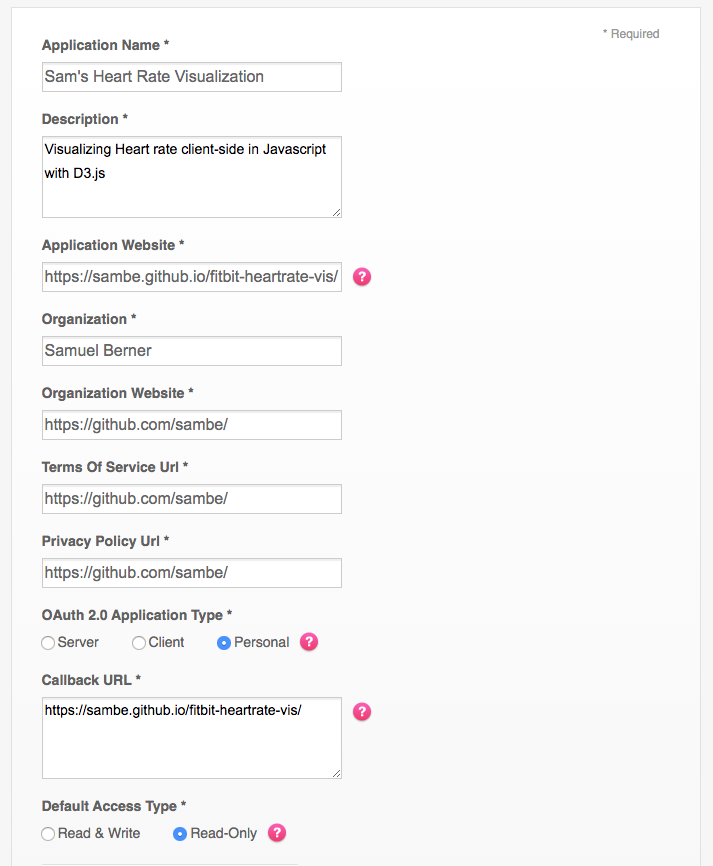 * Required
Application Name *
Sam's Heart Rate Visualization
Description *
Visualizing Heart rate client-side in Javascript
with D3.js
Application Website *
https://sambe.github.io/fitbit-heartrate-vis/
?
Organization *
Samuel Berner
Organization Website *
https://github.com/sambe/
Terms Of Service Url *
https://github.com/sambe/
Privacy Policy Url *
https://github.com/sambe/
OAuth 2.0 Application Type *
Server Client Personal ?
Callback URL *
https://sambe.github.io/fitbit-heartrate-vis/
?
Default Access Type *
Read & Write Read-Only ?